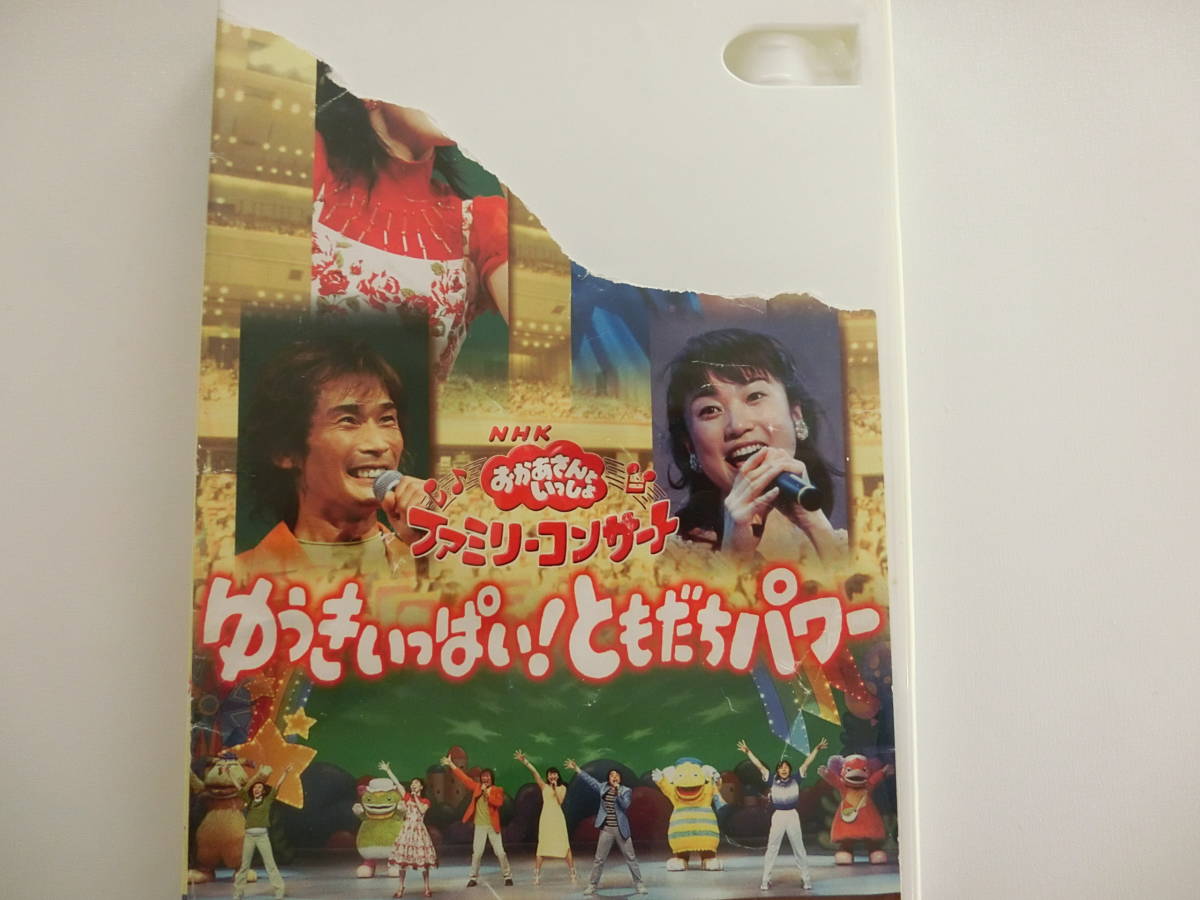 NHK
おかあさんと
いっしょ
ファミリーコンサート
ゆうきいっぱい!ともだちパワー